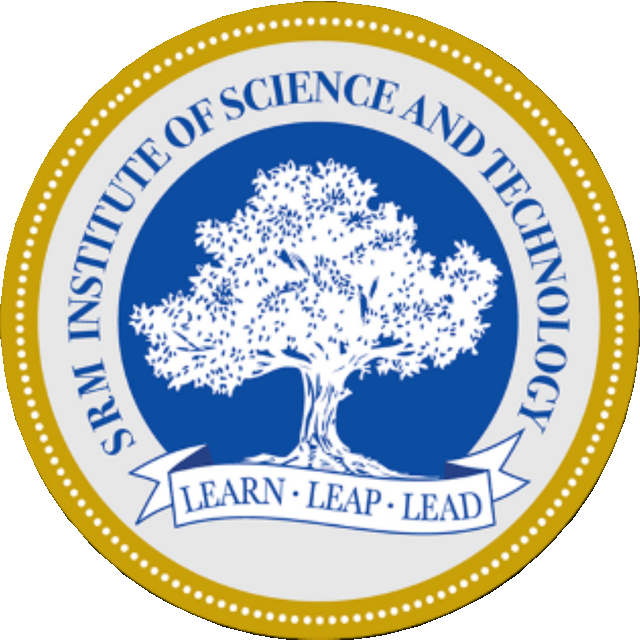 SRM INSTITUTE OF SCIENCE AND TECHNOLOGY
LEARN · LEAP · LEAD